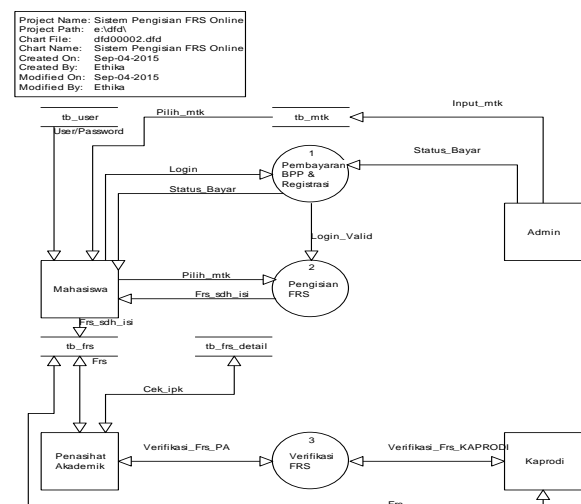 Project Name: Sistem Pengisian FRS Online
Project Path: e:\dfd\
Chart File: dfd00002.dfd
Chart Name: Sistem Pengisian FRS Online
Created On: Sep-04-2015
Created By: Ethika
Modified On: Sep-04-2015
Modified By: Ethika
tb_user
Pilih_mtk
tb_mtk
Input_mtk
User/Password
Status_Bayar
1
Pembayaran
BPP &
Registrasi
Login
Status_Bayar
Login_Valid
Admin
Mahasiswa
Pilih_mtk
2
Pengisian
FRS
Frs_sdh_isi
Frs_sdh_isi
tb_frs
tb_frs_detail
Frs
Cek_ipk
Penasihat
Akademik
Verifikasi_Frs_PA
3
Verifikasi
FRS
Verifikasi_Frs_KAPRODI
Kaprodi
Frs